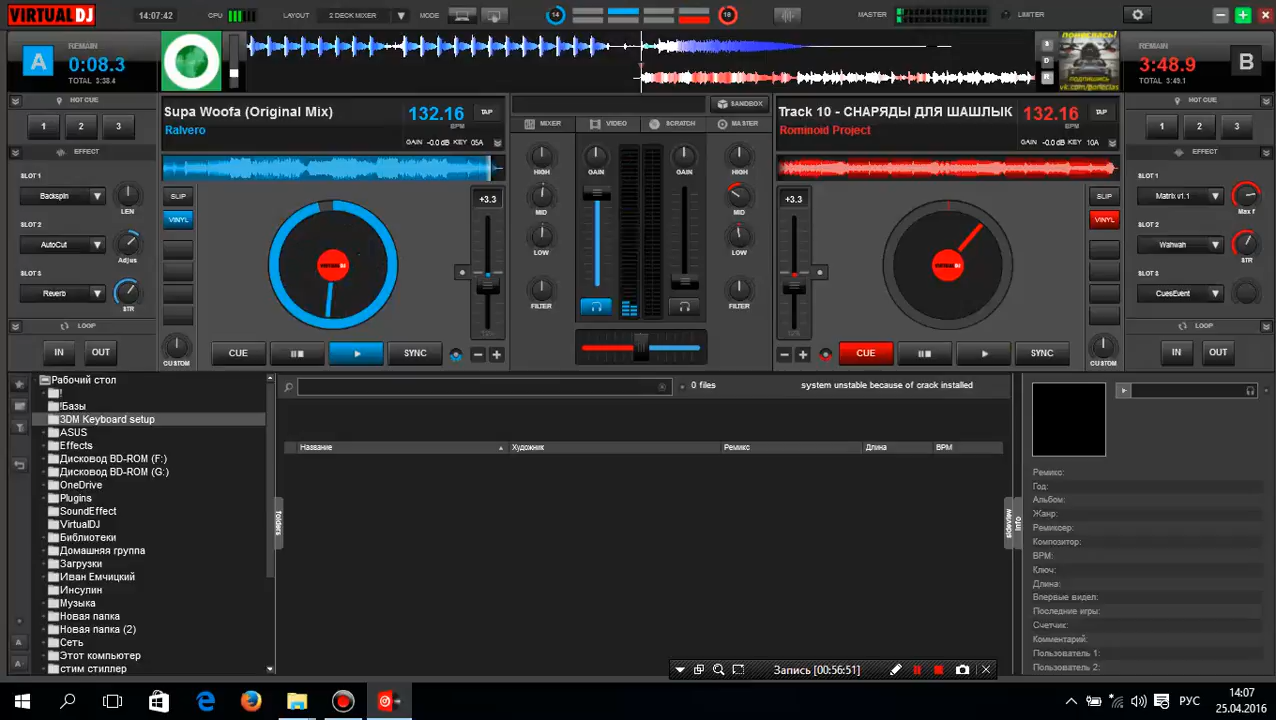 VIRTUAL DJ 14:07:42 CPU LAYOUT 2 DECK MIXER MODE 14 10 MASTER LIMITER
A REMAIN 0:08.3 TOTAL 3:38.4
S
D
R
REMAIN 3:48.9 TOTAL 3:49.1 B
HOT CUE
1 2 3
EFFECT
SLOT 1
Backspin
LEN
SLOT 2
AutoCut
Adjus
SLOT 3
Reverb
STR
LOOP
IN OUT
Supa Woofa (Original Mix) 132.16 BPM TAP
Ralvero
GAIN -0.0 dB KEY 05A
SLIP
VINYL
+3.3
VIRTUAL DJ
CUSTOM
CUE SYNC
SANDBOX
MIXER VIDEO SCRATCH MASTER
HIGH GAIN GAIN HIGH
MID MID
LOW LOW
FILTER FILTER
Track 10 - СНАРЯДЫ ДЛЯ ШАШЛЫК 132.16 BPM TAP
Rominoid Project
GAIN -0.0 dB KEY 10A
+3.3
SLIP
VINYL
VIRTUAL DJ
CUSTOM
CUE SYNC
HOT CUE
1 2 3
EFFECT
SLOT 1
Matrix v1.1
Max f
SLOT 2
Wahwah
STR
SLOT 3
CuesEvent
LOOP
IN OUT
Рабочий стол
!
!Базы
3DM Keyboard setup
ASUS
Effects
Дисковод BD-ROM (F:)
Дисковод BD-ROM (G:)
OneDrive
Plugins
SoundEffect
VirtualDJ
Библиотеки
Домашняя группа
Загрузки
Иван Емчицкий
Инсулин
Музыка
Новая папка
Новая папка (2)
Сеть
Этот компьютер
стим стиллер
folders
0 files system unstable because of crack installed
Название Художник Ремикс Длина BPM
sideview
info
Ремикс:
Год:
Альбом:
Жанр:
Ремиксер:
Композитор:
BPM:
Ключ:
Длина:
Впервые видел:
Последние игры:
Счетчик:
Комментарий:
Пользователь 1:
Пользователь 2:
Запись [00:56:51]
РУС 14:07
25.04.2016